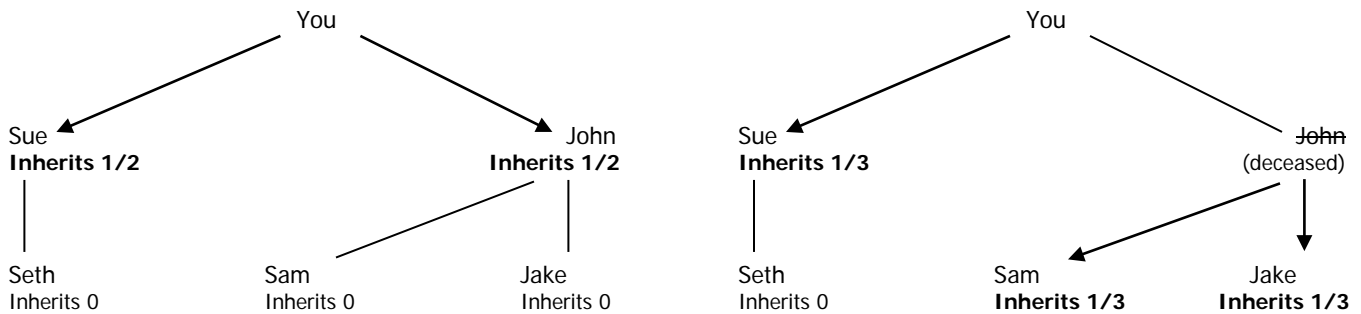 You
Sue
John
Inherits 1/2
Inherits 1/2
Seth
Sam
Jake
Inherits 0
Inherits 0
Inherits 0
You
Sue
John
Inherits 1/3
(deceased)
Seth
Sam
Jake
Inherits 0
Inherits 1/3
Inherits 1/3